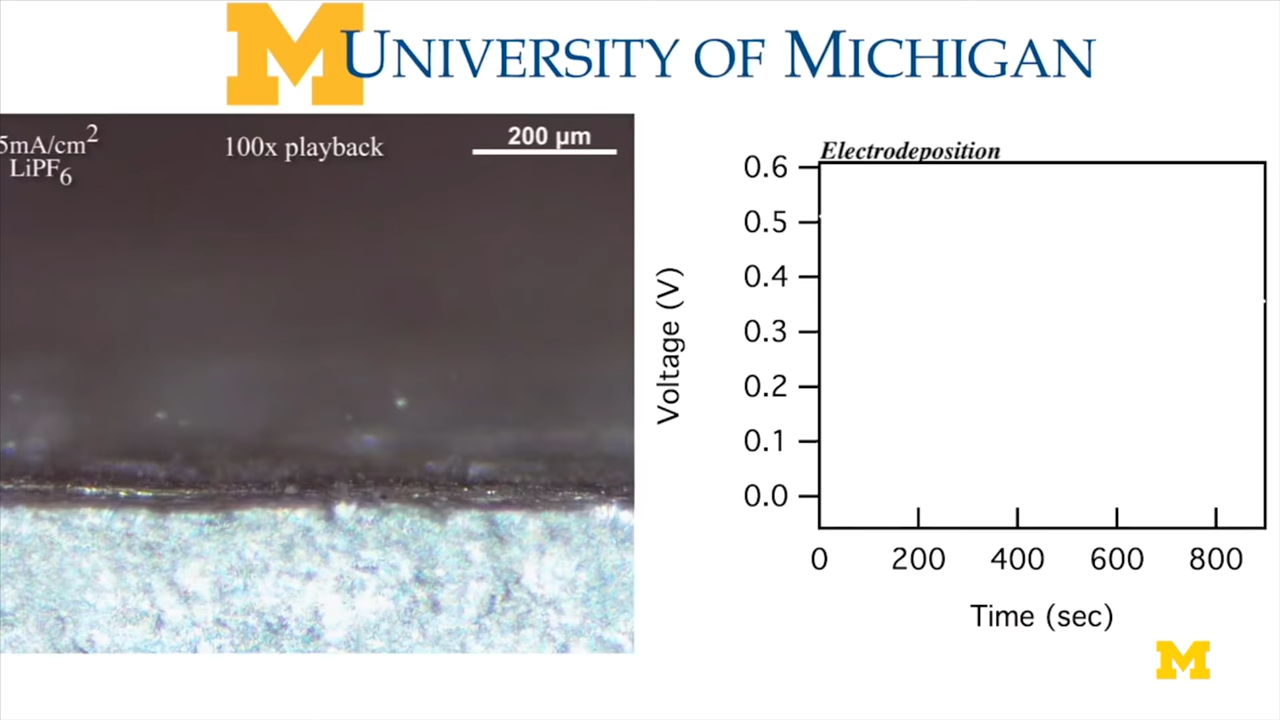 M UNIVERSITY OF MICHIGAN
5mA/cm2
LiPF6
100x playback
200 µm
Electrodeposition
Voltage (V)
0.6
0.5
0.4
0.3
0.2
0.1
0.0
0 200 400 600 800
Time (sec)
M